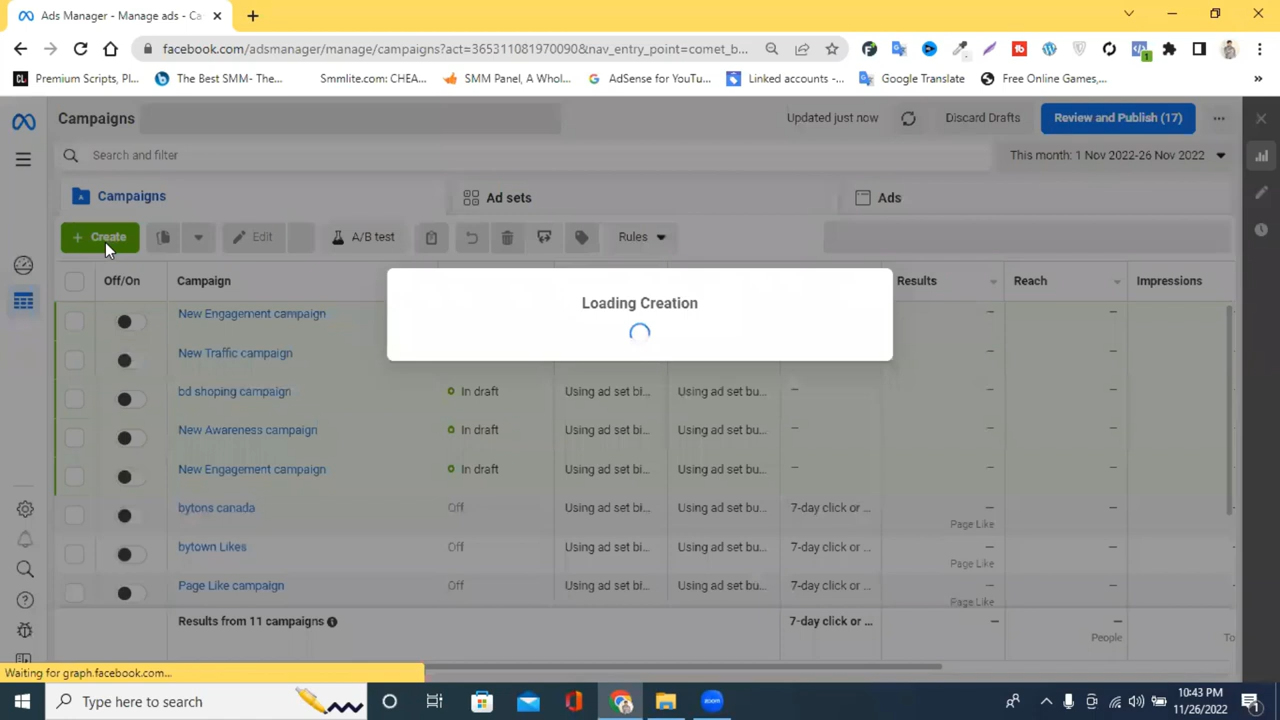 Ads Manager - Manage ads - Ca
facebook.com/adsmanager/manage/campaigns?act=365311081970090&nav_entry_point=comet_b...
1
CL Premium Scripts, Pl...
The Best SMM- The...
Smmlite.com: CHEA...
SMM Panel, A Whol...
AdSense for YouTu...
Linked accounts -...
Google Translate
Free Online Games,...
»
Campaigns
Updated just now
Discard Drafts
Review and Publish (17)
Search and filter
This month: 1 Nov 2022-26 Nov 2022
Campaigns
Ad sets
Ads
+ Create
Edit
A/B test
Rules
Off/On
Campaign
Results
Reach
Impressions
New Engagement campaign
–
–
Loading Creation
New Traffic campaign
–
–
bd shoping campaign
In draft
Using ad set bi...
Using ad set bu...
–
–
–
New Awareness campaign
In draft
Using ad set bi...
Using ad set bu...
–
–
–
New Engagement campaign
In draft
Using ad set bi...
Using ad set bu...
–
–
–
bytons canada
Off
Using ad set bi...
Using ad set bu...
7-day click or ...
–
–
Page Like
bytown Likes
Off
Using ad set bi...
Using ad set bu...
7-day click or ...
–
–
Page Like
Page Like campaign
Off
Using ad set bi...
Using ad set bu...
7-day click or ...
–
–
Page Like
Results from 11 campaigns
7-day click or ...
–
–
People
To
Waiting for graph.facebook.com...
Type here to search
zoom
10:43 PM
11/26/2022
1